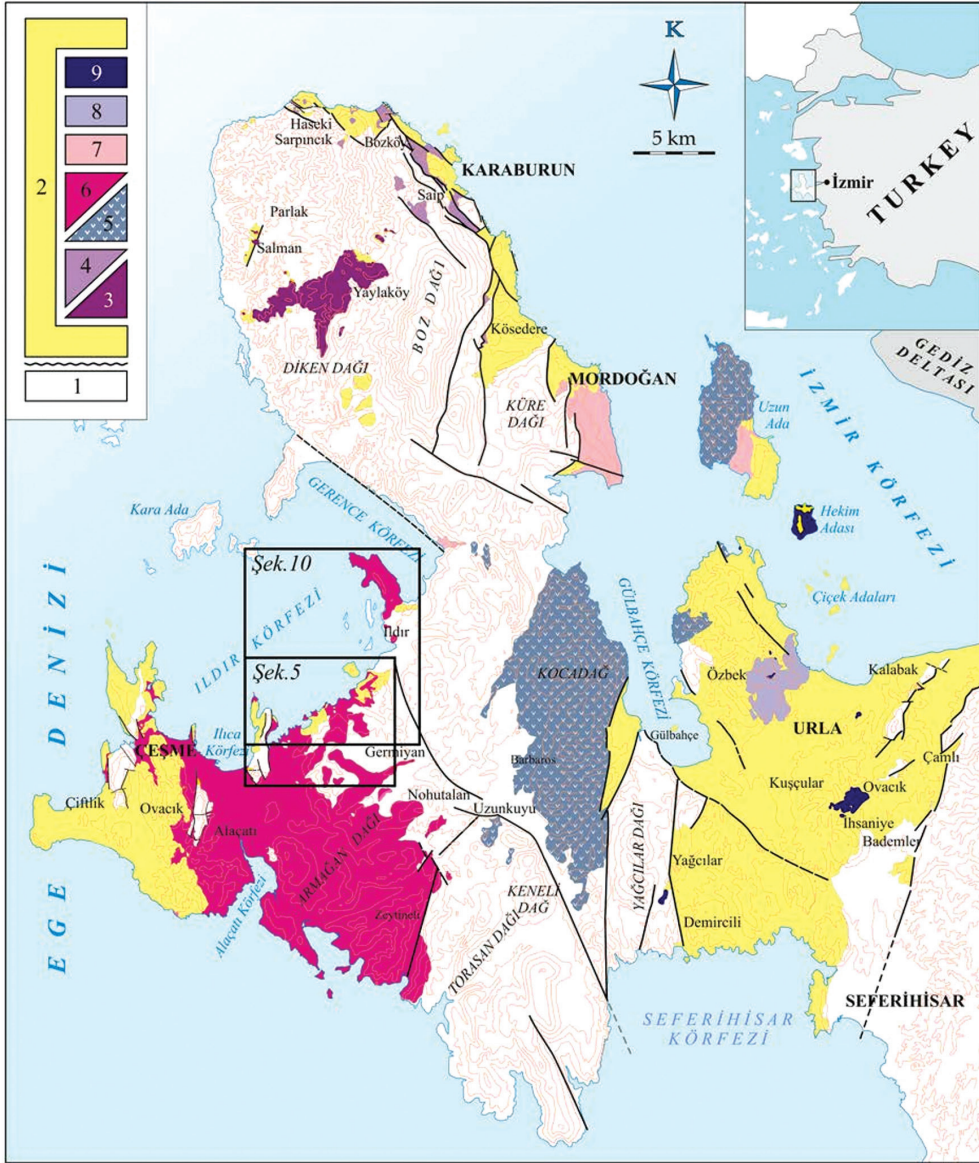 9
8
7
2
6
5
4
3
1
K
5 km
İzmir
TURKEY
GEDİZ
DELTASI
Haseki
Sarpıncık
Bozköy
KARABURUN
Saip
Parlak
Salman
Yaylaköy
BOZ DAĞI
Kösedere
DİKEN DAĞI
MORDOĞAN
KÜRE
DAĞI
Uzun
Ada
İZMİR KÖRFEZİ
Kara Ada
GERENCE KÖRFEZİ
Hekim
Adası
Şek.10
ILDIR KÖRFEZİ
Ildır
Çiçek Adaları
GÜLBAHÇE KÖRFEZİ
EGE DENİZİ
Şek.5
KOCADAĞ
Özbek
Kalabak
Ilıca
Körfezi
ÇEŞME
Germiyan
Gülbahçe
URLA
Barbaros
Çamlı
Çiftlik
Ovacık
Nohutalan
Kuşçular
Ovacık
Uzunkuyu
İhsaniye
Alaçatı
Bademler
ARMAĞAN DAĞI
YAĞCILAR DAĞI
Yağcılar
KENELİ
DAĞ
Alaçatı Körfezi
Zeytineli
Demircili
TORASAN DAĞI
SEFERIHİSAR
SEFERIHİSAR
KÖRFEZİ